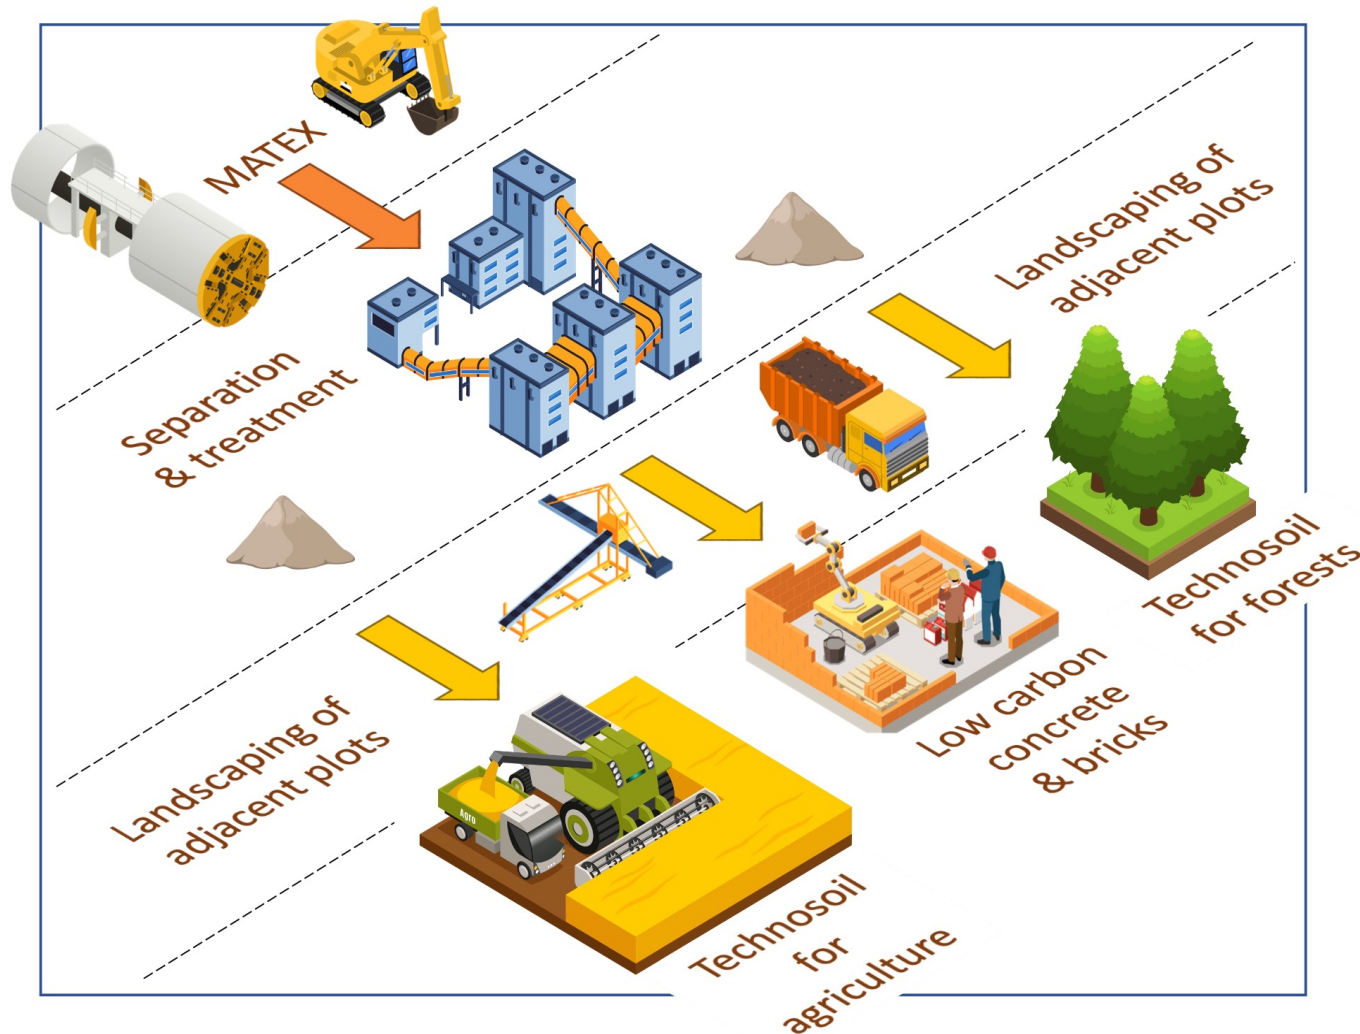 MATEX
Separation
& treatment
Landscaping of
adjacent plots
Landscaping of
adjacent plots
Technosoil
for forests
Low carbon
concrete
& bricks
Agro
Technosoil
for
agriculture